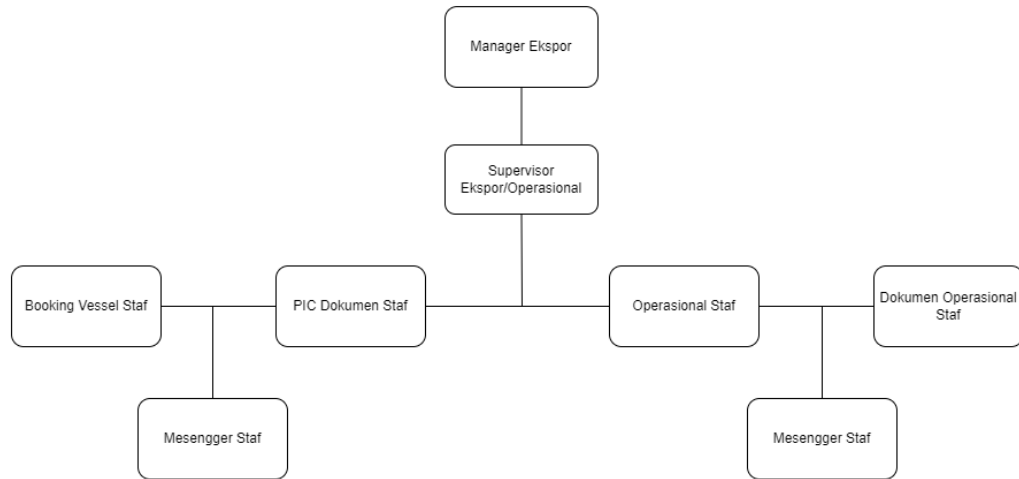 Manager Ekspor
Supervisor
Ekspor/Operasional
Booking Vessel Staf
PIC Dokumen Staf
Operasional Staf
Dokumen Operasional
Staf
Mesengger Staf
Mesengger Staf